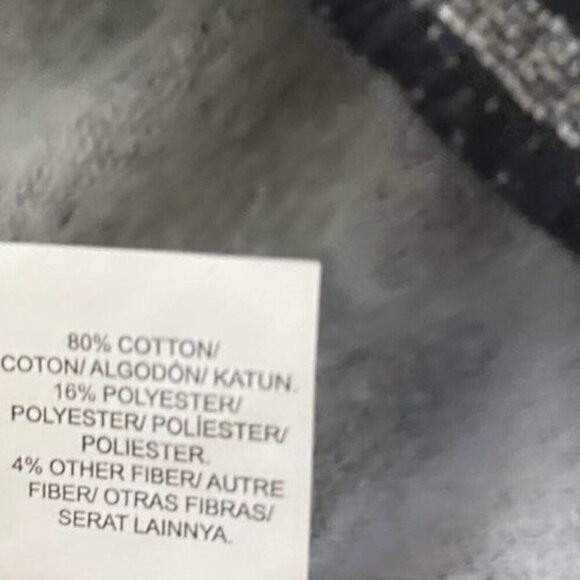 80% COTTON/
COTON/ ALGODÓN/ KATUN.
16% POLYESTER/
POLYESTER/ POLİESTER/
POLIESTER.
4% OTHER FIBER/ AUTRE
FIBER/ OTRAS FIBRAS/
SERAT LAINNYA.